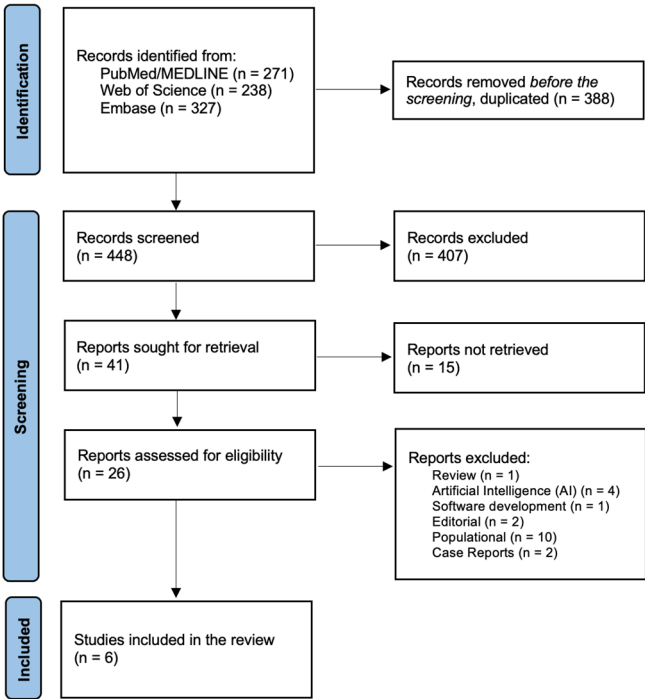 Identification
Records identified from:
PubMed/MEDLINE (n = 271)
Web of Science (n = 238)
Embase (n = 327)
Records removed before the
screening, duplicated (n = 388)
Screening
Records screened
(n = 448)
Records excluded
(n = 407)
Reports sought for retrieval
(n = 41)
Reports not retrieved
(n = 15)
Reports assessed for eligibility
(n = 26)
Reports excluded:
Review (n = 1)
Artificial Intelligence (AI) (n = 4)
Software development (n = 1)
Editorial (n = 2)
Populational (n = 10)
Case Reports (n = 2)
Included
Studies included in the review
(n = 6)